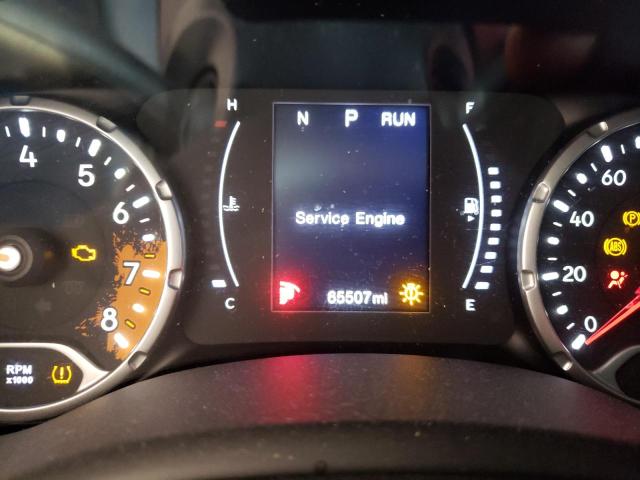 H
N P RUN
F
4 5 6 7 8
Service Engine
60 40 20 0
(P)
ABS
C
65507mi
E
RPM
x1000
(!)